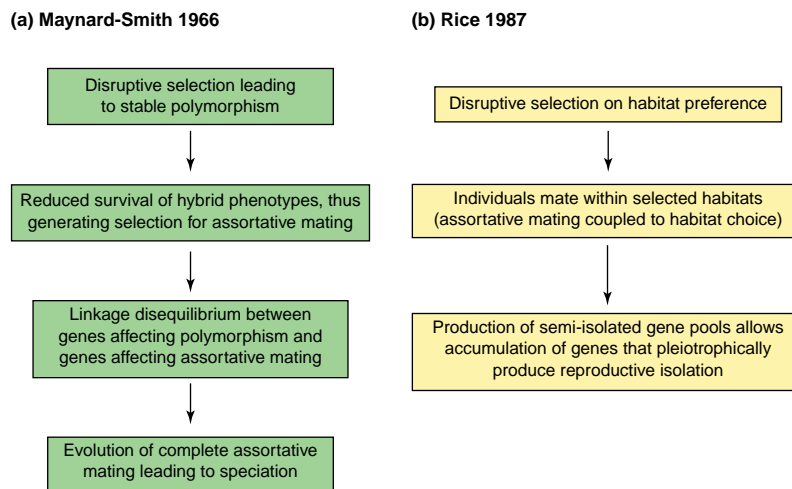 (a) Maynard-Smith 1966
Disruptive selection leading
to stable polymorphism
Reduced survival of hybrid phenotypes, thus
generating selection for assortative mating
Linkage disequilibrium between
genes affecting polymorphism and
genes affecting assortative mating
Evolution of complete assortative
mating leading to speciation
(b) Rice 1987
Disruptive selection on habitat preference
Individuals mate within selected habitats
(assortative mating coupled to habitat choice)
Production of semi-isolated gene pools allows
accumulation of genes that pleiotrophically
produce reproductive isolation